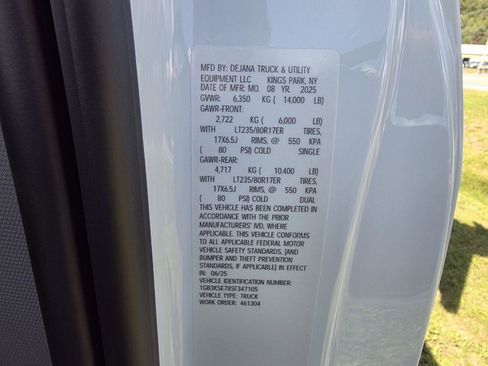 MFD BY: DEJANA TRUCK & UTILITY
EQUIPMENT LLC KINGS PARK, NY
DATE OF MFG: MO. 08 YR. 2025
GVWR: 6,350 KG ( 14,000 LB)
GAWR-FRONT:
2,722 KG ( 6,000 LB)
WITH LT235/80R17ER TIRES,
17X6.5J RIMS, @ 550 KPA
( 80 PSI) COLD SINGLE
GAWR-REAR:
4,717 KG ( 10,400 LB)
WITH LT235/80R17ER TIRES,
17X6.5J RIMS, @ 550 KPA
( 80 PSI) COLD DUAL
THIS VEHICLE HAS BEEN COMPLETED IN
ACCORDANCE WITH THE PRIOR
MANUFACTURERS' IVD, WHERE
APPLICABLE. THIS VEHICLE CONFORMS
TO ALL APPLICABLE FEDERAL MOTOR
VEHICLE SAFETY STANDARDS, [AND
BUMPER AND THEFT PREVENTION
STANDARDS, IF APPLICABLE] IN EFFECT
IN: 06/25
VEHICLE IDENTIFICATION NUMBER:
1GB3KSE78SF347105
VEHICLE TYPE: TRUCK
WORK ORDER: 461304